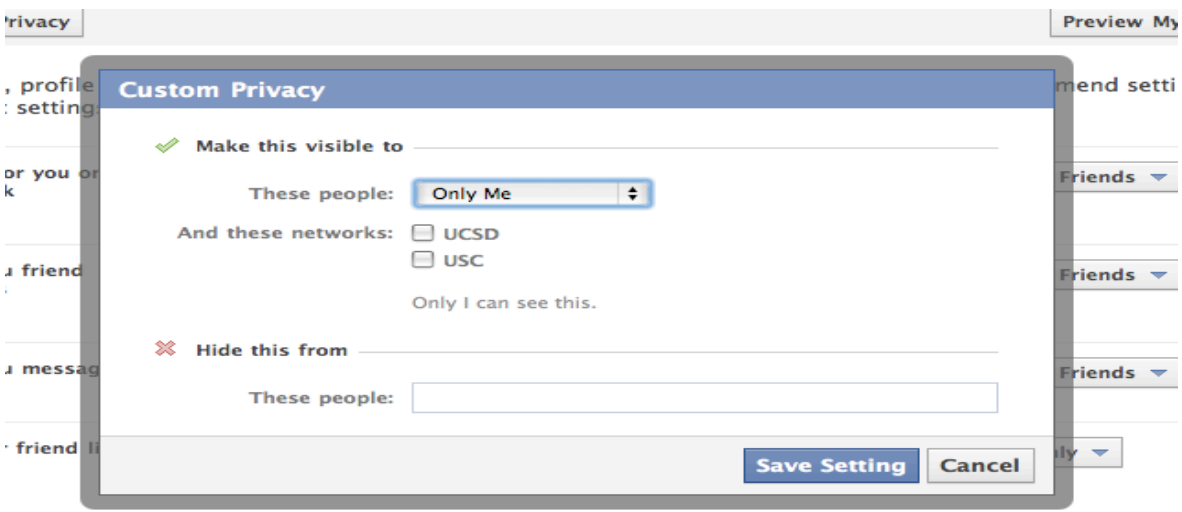 Privacy
Preview My
, profile
mend setti
: settings
Custom Privacy
Make this visible to
or you or
k
Friends
These people: Only Me
And these networks: UCSD
USC
u friend
Friends
Only I can see this.
Hide this from
u messag
Friends
These people:
r friend li
nly
Save Setting Cancel